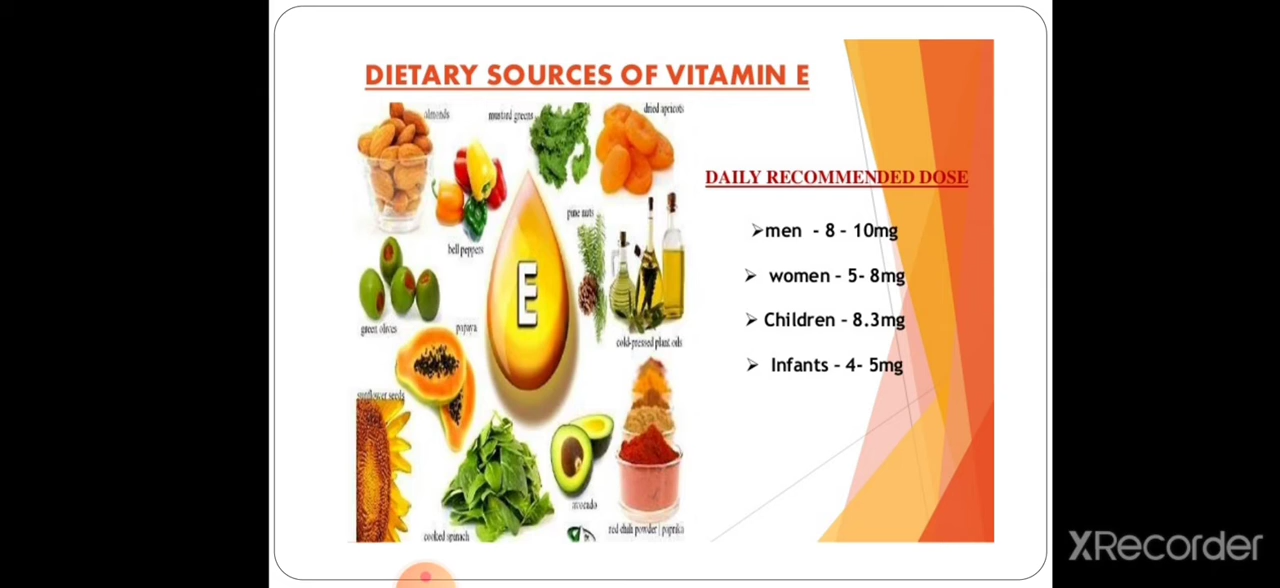 DIETARY SOURCES OF VITAMIN E
almonds
mustard greens
dried apricots
DAILY RECOMMENDED DOSE
pine nuts
➢men - 8 - 10mg
bell peppers
E
➢ women - 5- 8mg
➢ Children - 8.3mg
green olives
papaya
cold-pressed plant oils
➢ Infants - 4- 5mg
sunflower seeds
avocado
red chili powder | paprika
cooked spinach
XRecorder